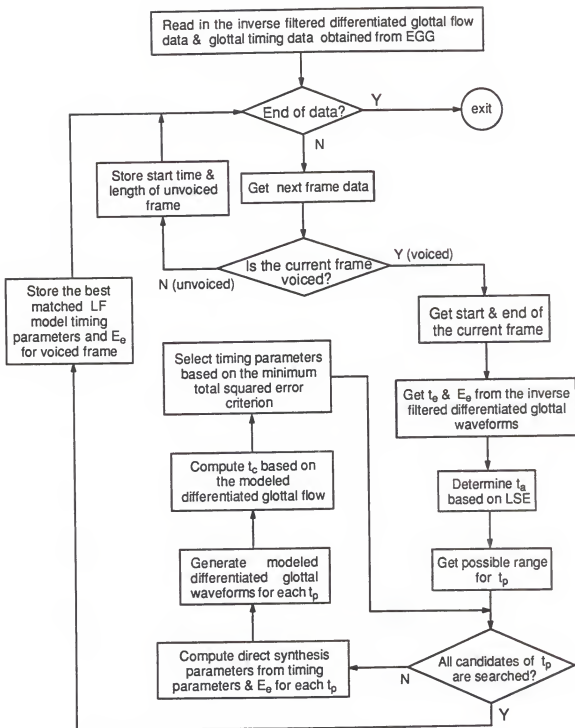 Read in the inverse filtered differentiated glottal flow
data & glottal timing data obtained from EGG
End of data?
Y
exit
N
Store start time &
length of unvoiced
frame
Get next frame data
Is the current frame
voiced?
N (unvoiced)
Y (voiced)
Store the best
matched LF
model timing
parameters and Ee
for voiced frame
Get start & end of
the current frame
Select timing parameters
based on the minimum
total squared error
criterion
Get te & Ee from the inverse
filtered differentiated glottal
waveforms
Compute tc based on
the modeled
differentiated glottal flow
Determine ta
based on LSE
Generate modeled
differentiated glottal
waveforms for each tp
Get possible range
for tp
Compute direct synthesis
parameters from timing
parameters & Ee for each tp
N
All candidates of tp
are searched?
Y